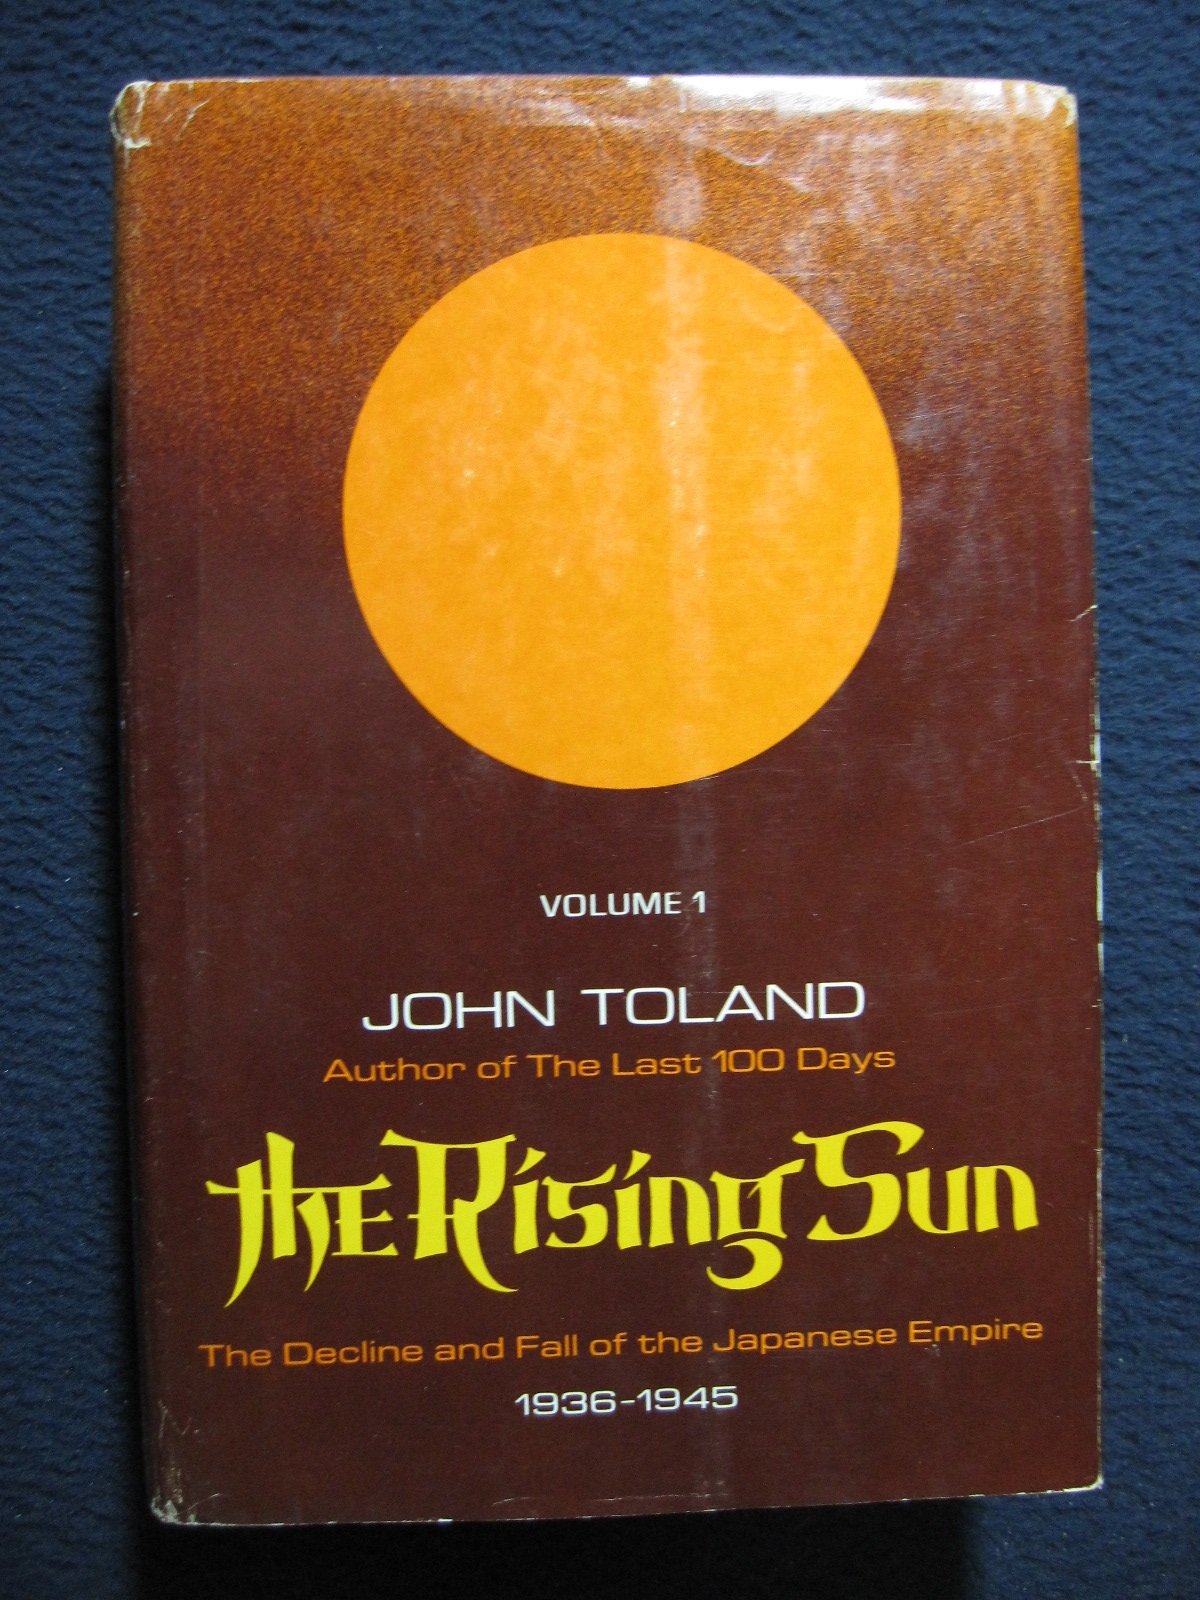 VOLUME 1
JOHN TOLAND
Author of The Last 100 Days
the Rising Sun
The Decline and Fall of the Japanese Empire
1936-1945